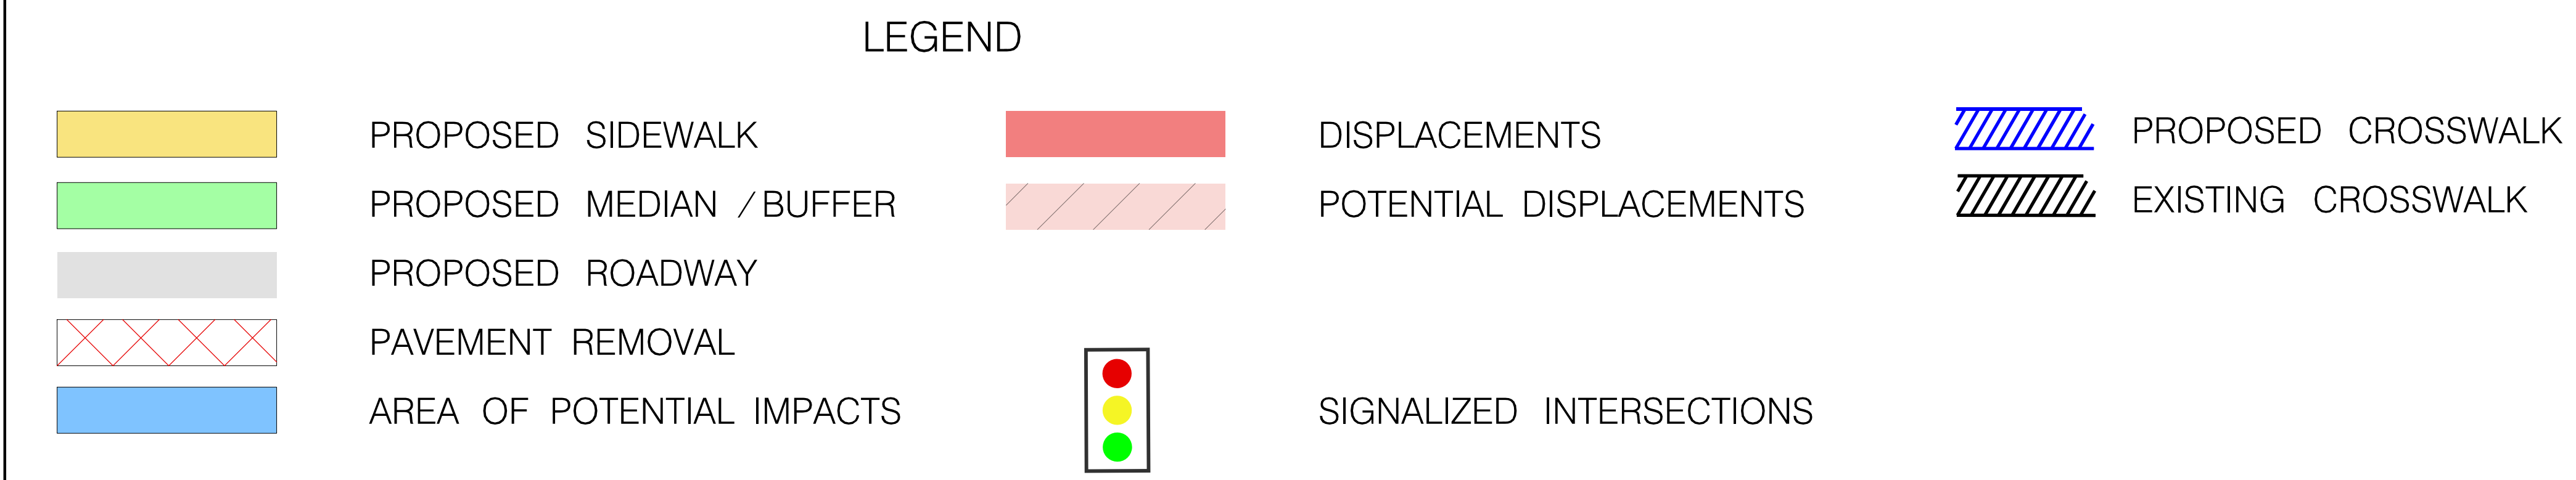 LEGEND
PROPOSED SIDEWALK
PROPOSED MEDIAN / BUFFER
PROPOSED ROADWAY
PAVEMENT REMOVAL
AREA OF POTENTIAL IMPACTS
DISPLACEMENTS
POTENTIAL DISPLACEMENTS
SIGNALIZED INTERSECTIONS
PROPOSED CROSSWALK
EXISTING CROSSWALK